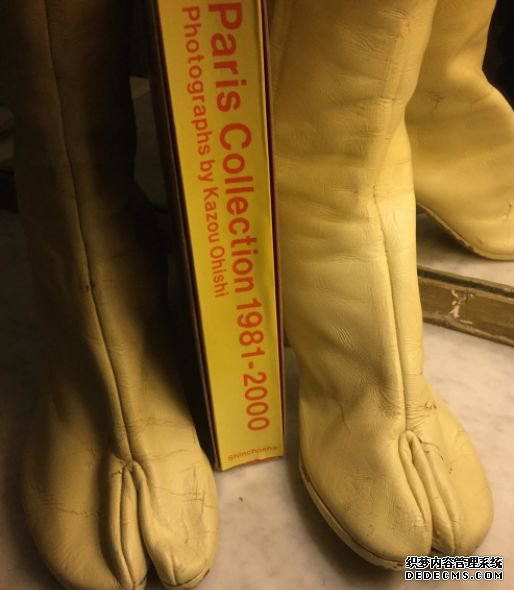 Paris Collection 1981-2000
Photographs by Kazou Ohishi
Shinchosha
织梦内容管理系统
DEDECMS.COM